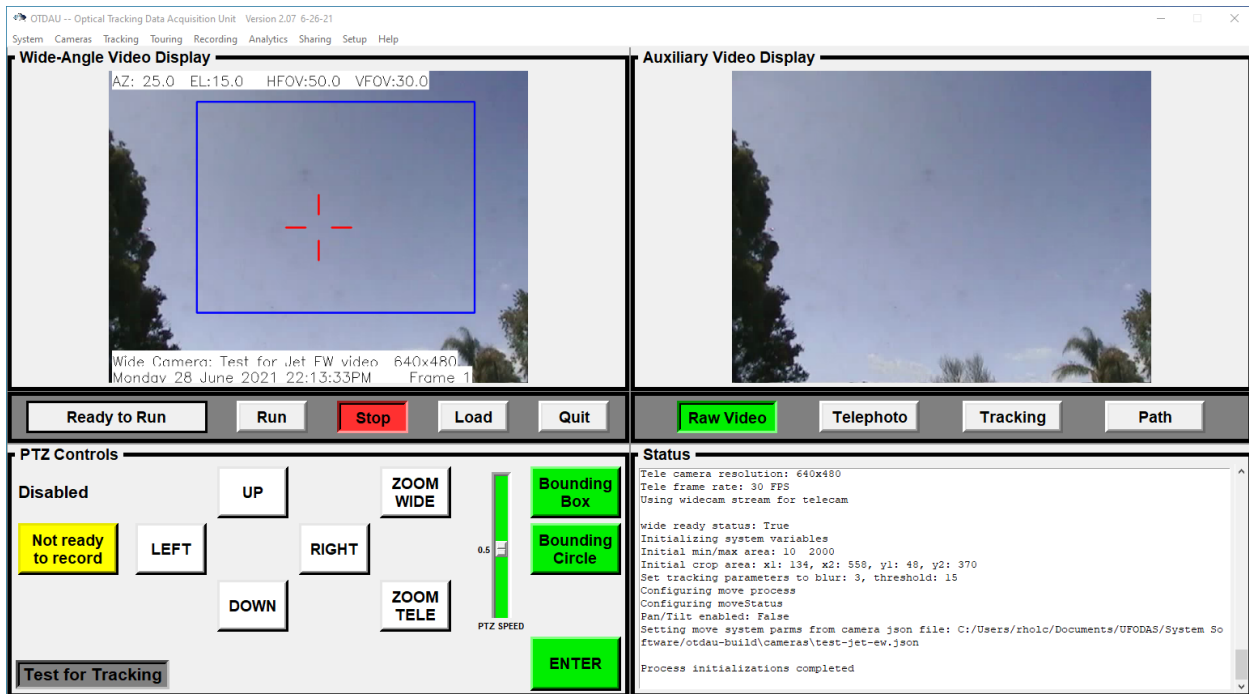 OTDAU -- Optical Tracking Data Acquisition Unit Version 2.07 6-26-21
System Cameras Tracking Touring Recording Analytics Sharing Setup Help
Wide-Angle Video Display
AZ: 25.0 EL:15.0 HFOV:50.0 VFOV:30.0
Wide Camera: Test for Jet EW video 640x480
Monday 28 June 2021 22:13:33PM Frame 1
Auxiliary Video Display
Ready to Run
Run
Stop
Load
Quit
Raw Video
Telephoto
Tracking
Path
PTZ Controls
Disabled
UP
ZOOM
WIDE
Bounding
Box
Not ready
to record
LEFT
RIGHT
0.5
Bounding
Circle
DOWN
ZOOM
TELE
PTZ SPEED
ENTER
Test for Tracking
Status
Tele camera resolution: 640x480
Tele frame rate: 30 FPS
Using widecam stream for telecam
wide ready status: True
Initializing system variables
Initial min/max area: 10 2000
Initial crop area: x1: 134, x2: 558, y1: 48, y2: 370
Set tracking parameters to blur: 3, threshold: 15
Configuring move process
Configuring moveStatus
Pan/Tilt enabled: False
Setting move system parms from camera json file: C:/Users/rholc/Documents/UFODAS/System So
ftware/otdau-build\cameras\test-jet-ew.json
Process initializations completed